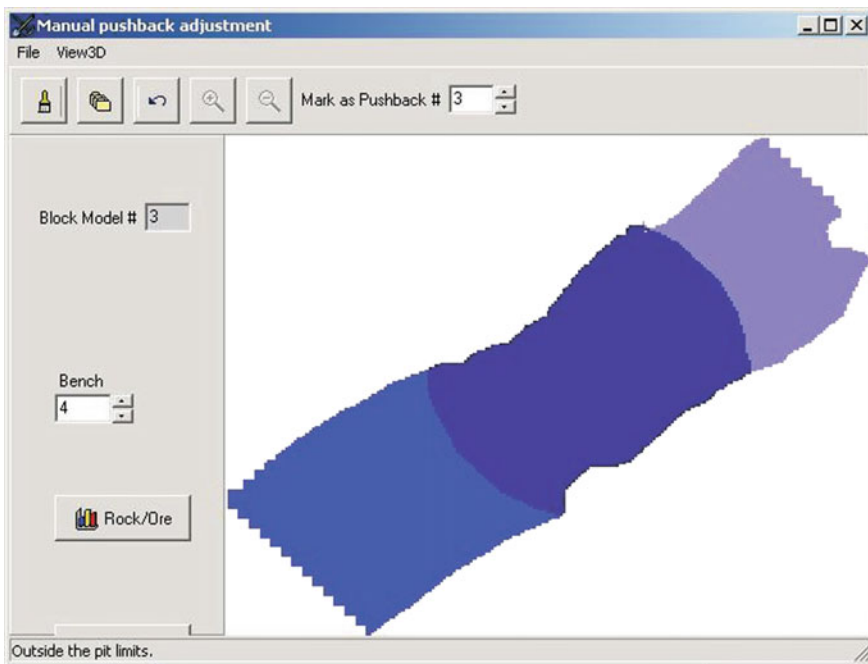 Manual pushback adjustment
File View3D
Mark as Pushback # 3
Block Model # 3
Bench
4
Rock/Ore
Outside the pit limits.